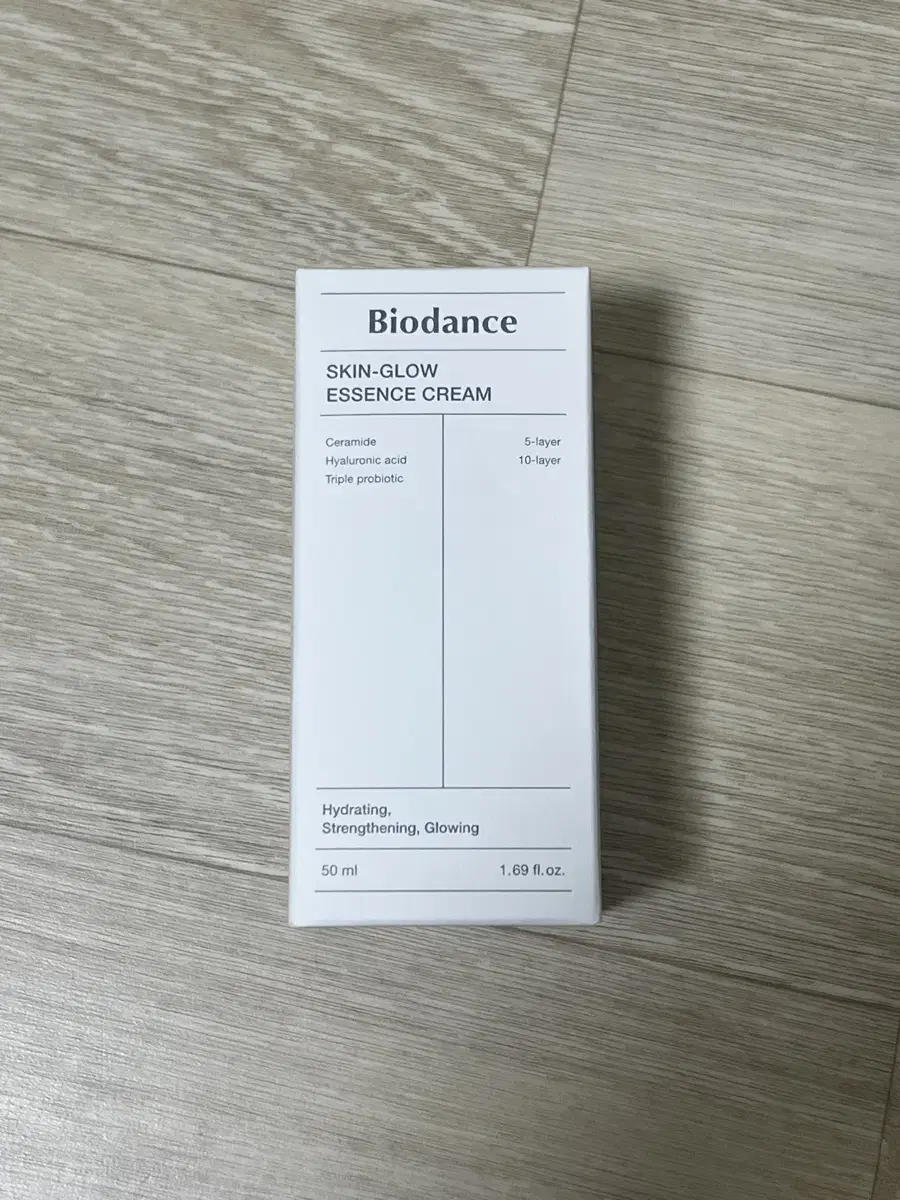 Biodance
SKIN-GLOW
ESSENCE CREAM
Ceramide 5-layer
Hyaluronic acid 10-layer
Triple probiotic
Hydrating,
Strengthening, Glowing
50 ml 1.69 fl.oz.